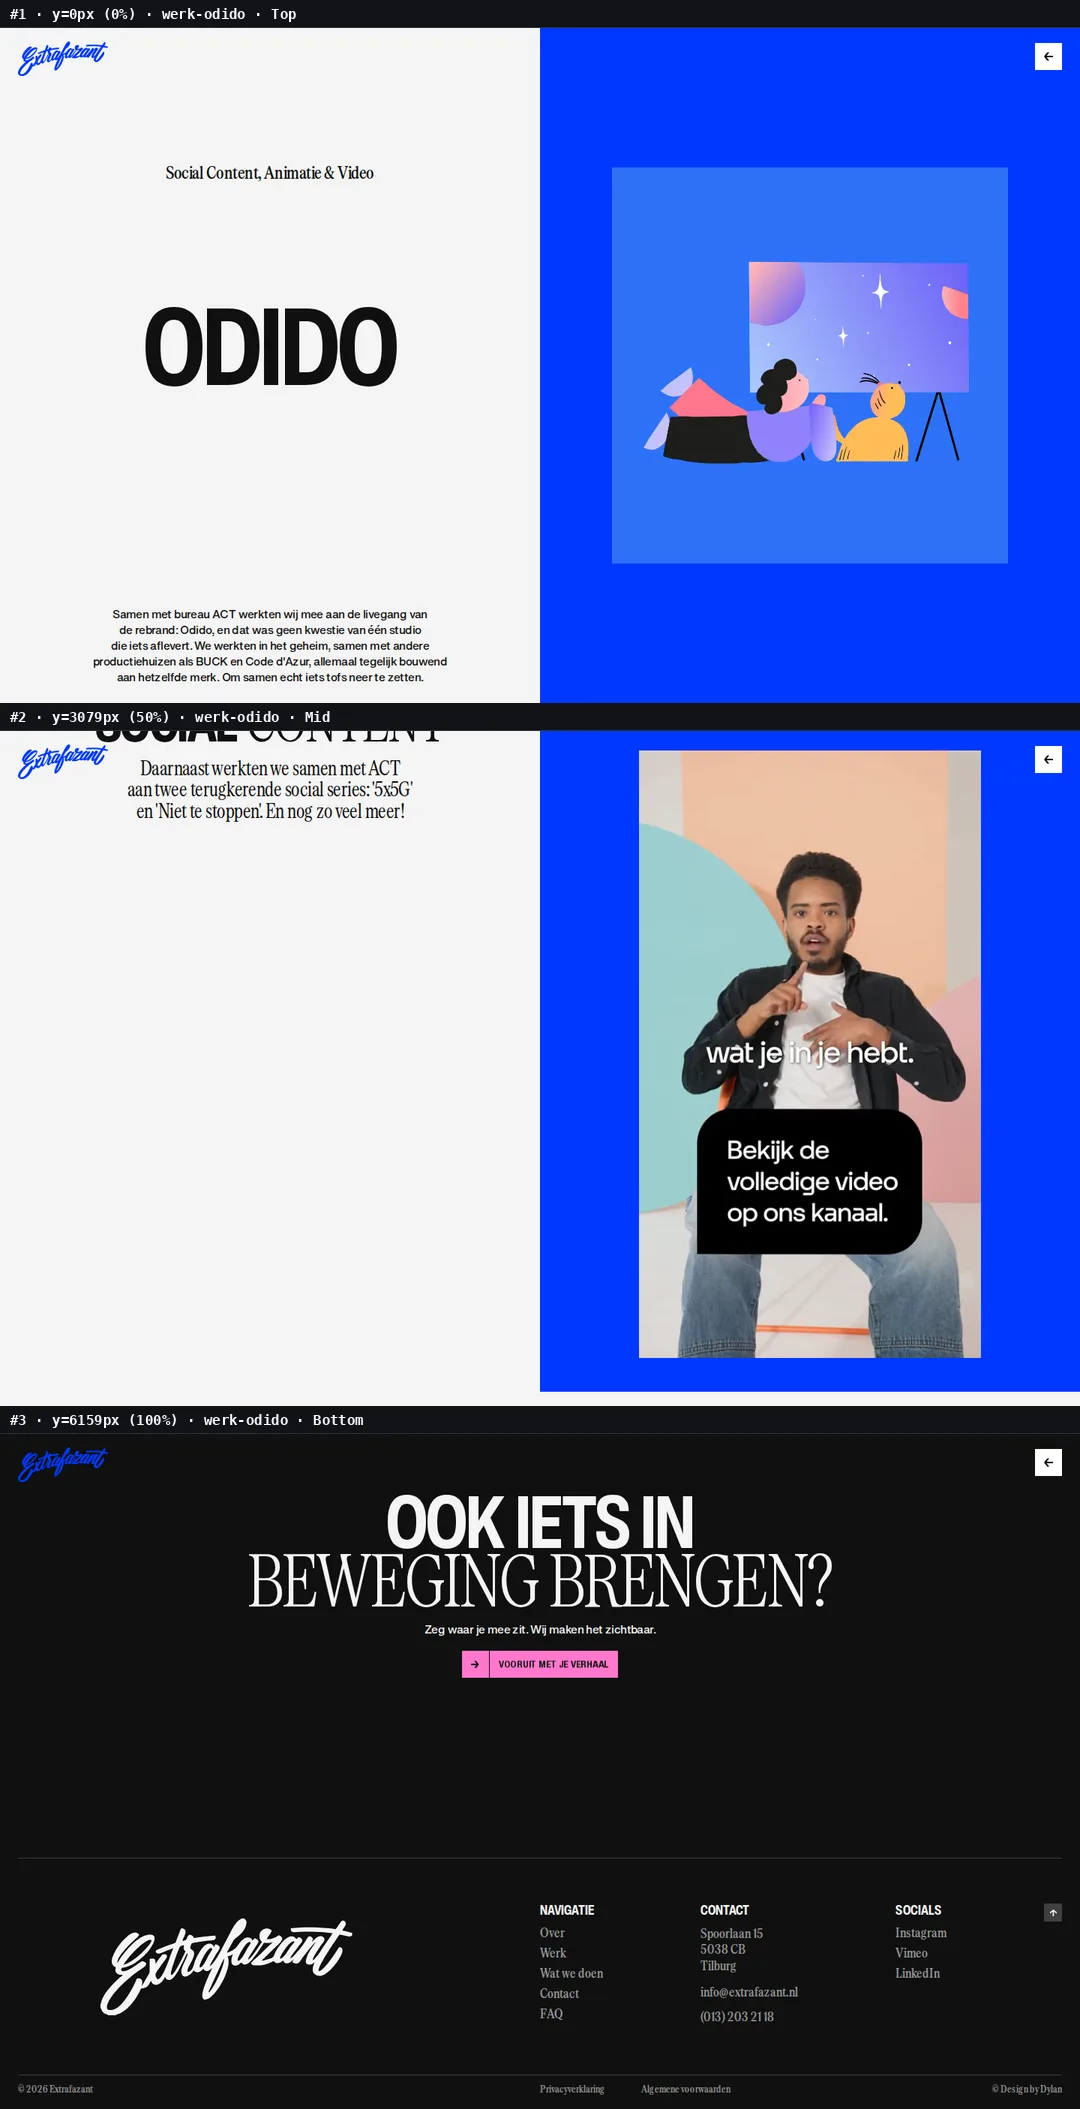 #1 · y=0px (0%) · werk-odido · Top
Extrafazant
Social Content, Animatie & Video
ODIDO
Samen met bureau ACT werkten wij mee aan de livegang van
de rebrand: Odido, en dat was geen kwestie van één studio
die iets aflevert. We werkten in het geheim, samen met andere
productiehuizen als BUCK en Code d'Azur, allemaal tegelijk bouwend
aan hetzelfde merk. Om samen echt iets tofs neer te zetten.
#2 · y=3079px (50%) · werk-odido · Mid
SOCIAL CONTENT
Extrafazant
Daarnaast werkten we samen met ACT
aan twee terugkerende social series: '5x5G'
en 'Niet te stoppen'. En nog zo veel meer!
wat je in je hebt.
Bekijk de
volledige video
op ons kanaal.
#3 · y=6159px (100%) · werk-odido · Bottom
Extrafazant
OOK IETS IN
BEWEGING BRENGEN?
Zeg waar je mee zit. Wij maken het zichtbaar.
VOORUIT MET JE VERHAAL
Extrafazant
NAVIGATIE
Over
Werk
Wat we doen
Contact
FAQ
CONTACT
Spoorlaan 15
5038 CB
Tilburg
info@extrafazant.nl
(013) 203 21 18
SOCIALS
Instagram
Vimeo
LinkedIn
© 2026 Extrafazant
Privacyverklaring
Algemene voorwaarden
© Design by Dylan